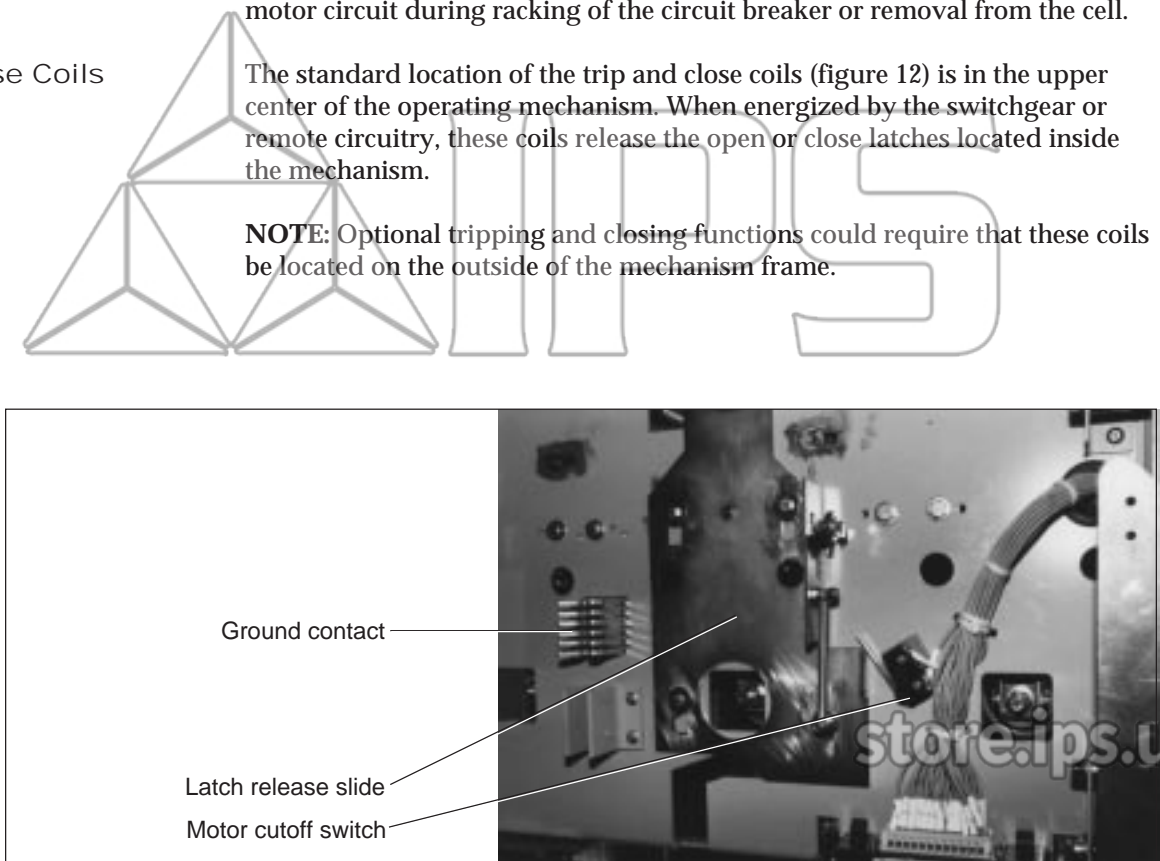 motor circuit during racking of the circuit breaker or removal from the cell.
se Coils
The standard location of the trip and close coils (figure 12) is in the upper
center of the operating mechanism. When energized by the switchgear or
remote circuitry, these coils release the open or close latches located inside
the mechanism.
NOTE: Optional tripping and closing functions could require that these coils
be located on the outside of the mechanism frame.
IPS
Ground contact
Latch release slide
Motor cutoff switch
store.ips.u